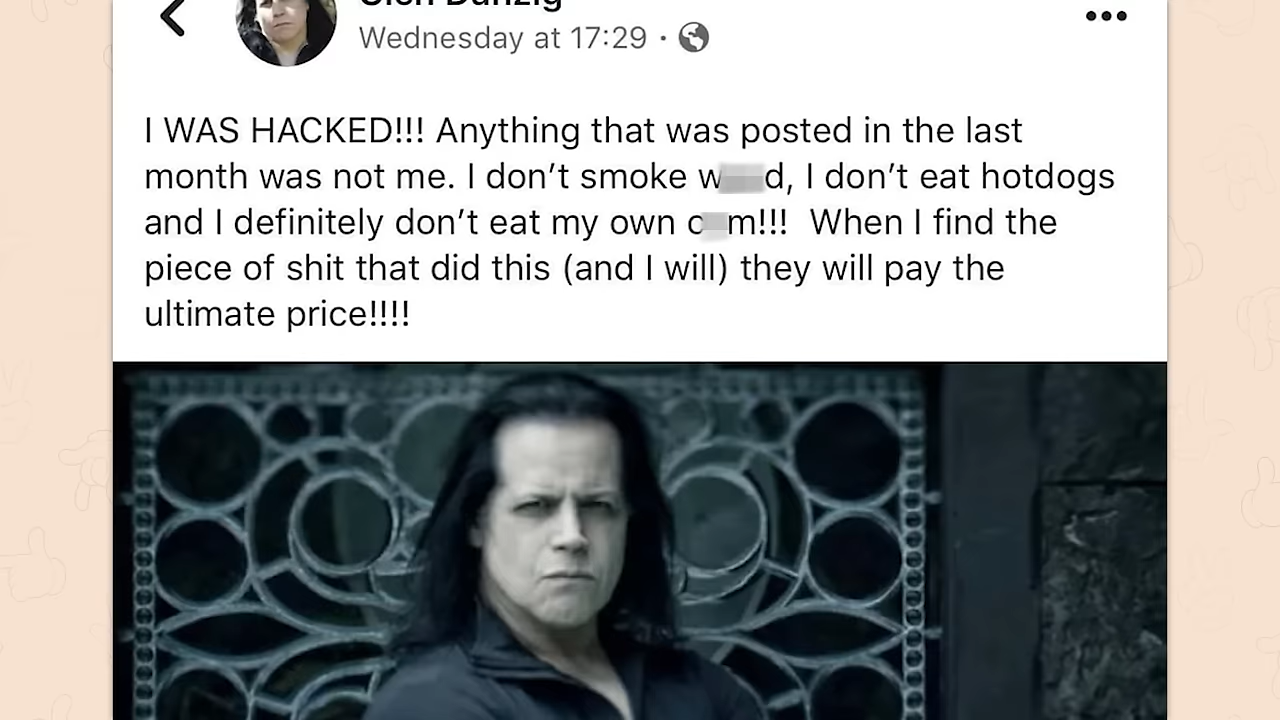 Glen Danzig
Wednesday at 17:29 ·
I WAS HACKED!!! Anything that was posted in the last
month was not me. I don't smoke w d, I don't eat hotdogs
and I definitely don't eat my own c m!!! When I find the
piece of shit that did this (and I will) they will pay the
ultimate price!!!!